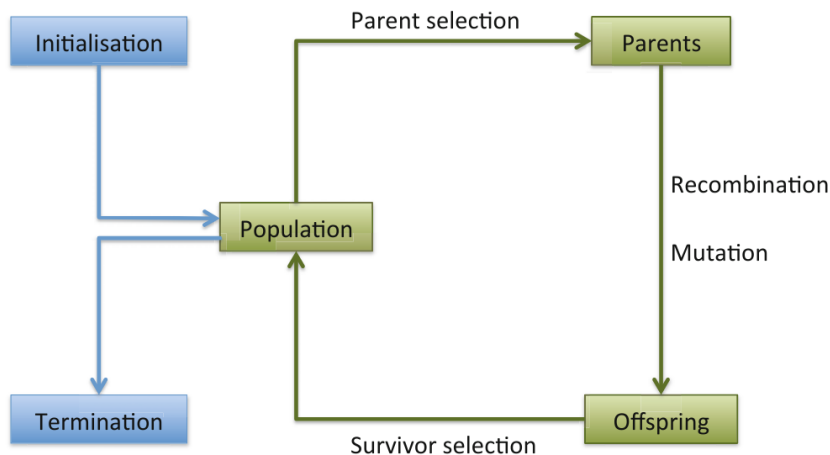 Parent selection
Initialisation
Parents
Recombination
Population
Mutation
Termination
Offspring
Survivor selection